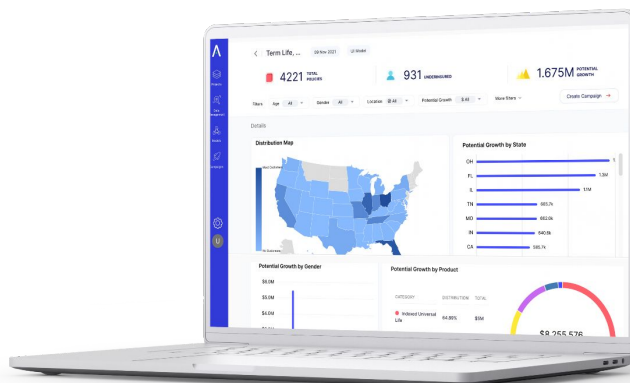 Term Life, ...
09 Nov 2021
4221 TOTAL POLICIES
931 UNDERINSURED
1.675M POTENTIAL GROWTH
Filters Age All Gender All Location All Potential Growth $ All More filters
Create Campaign →
Details
Distribution Map
Potential Growth by State
OH
FL 1.3M
IL 1.1M
TN
MO
IN
CA
Potential Growth by Gender
$6.0M
$5.0M
$4.0M
Potential Growth by Product
CATEGORY DISTRIBUTION TOTAL
Indexed Universal Life 64.89% $5M
$8,255,576
U